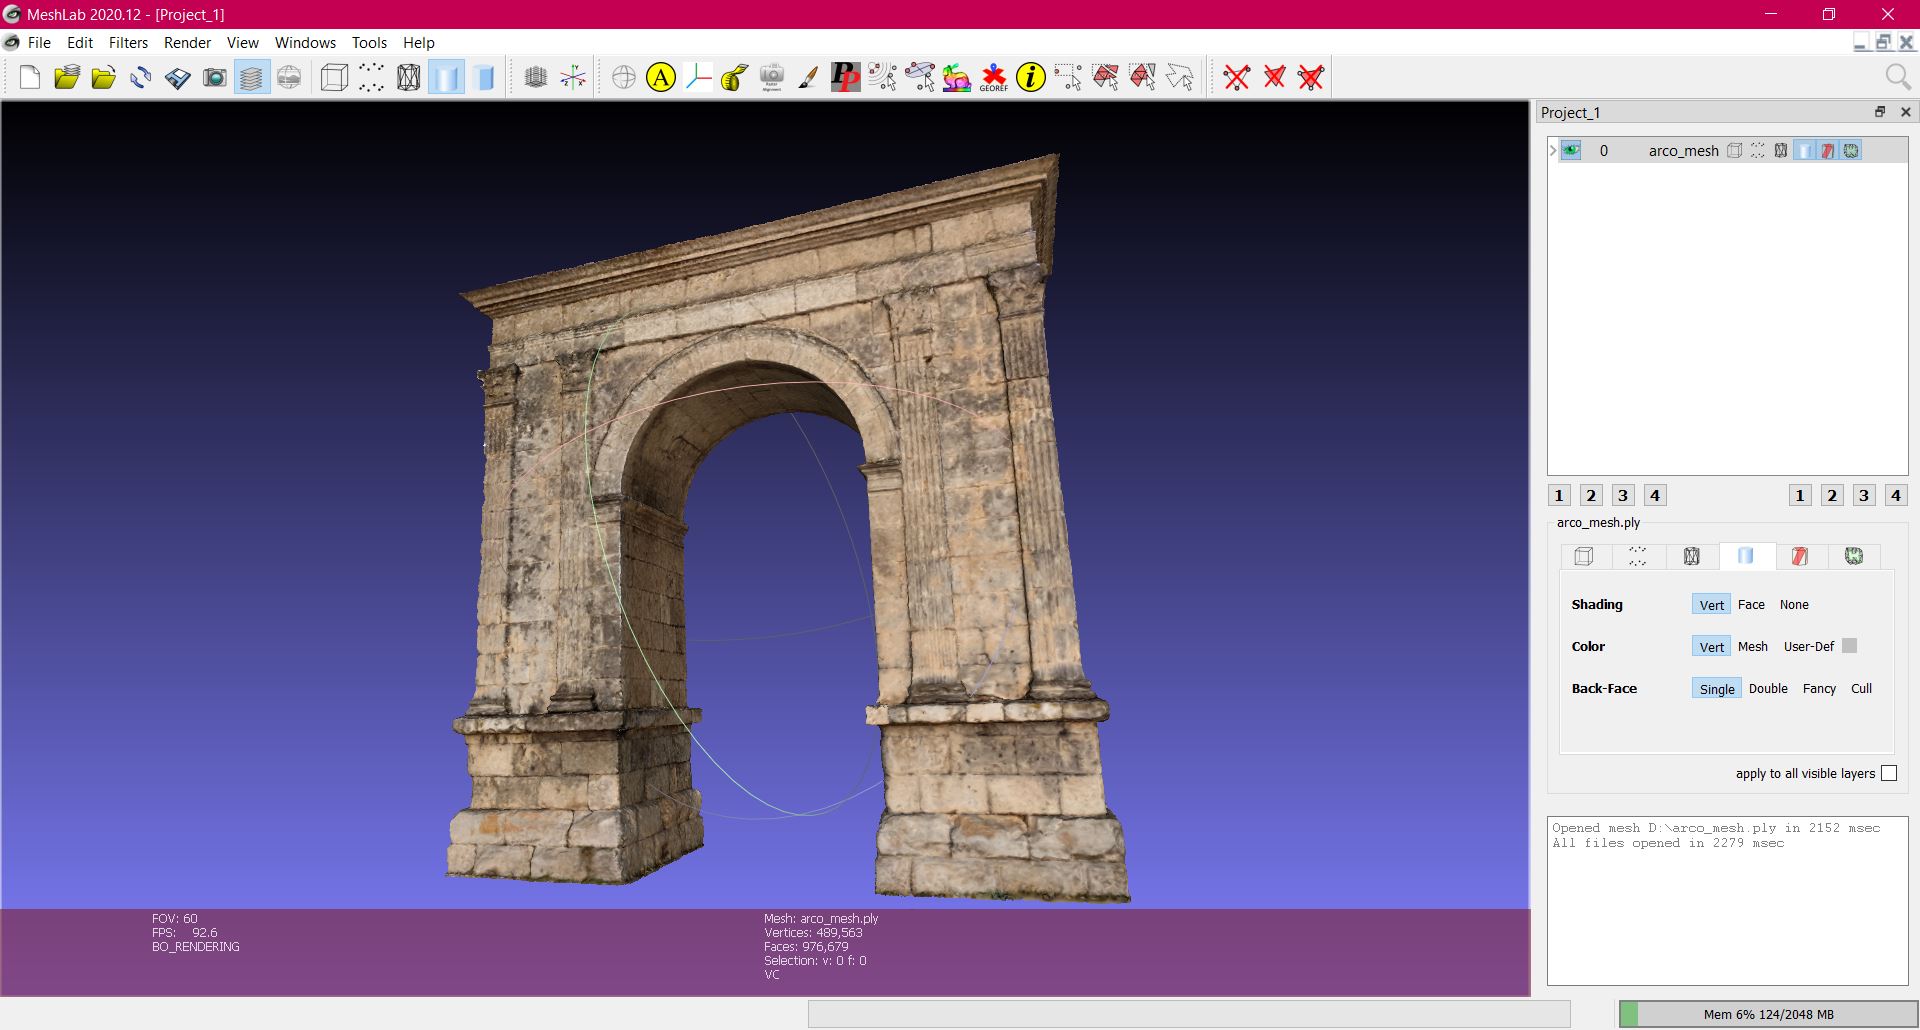 MeshLab 2020.12 - [Project_1]
File Edit Filters Render View Windows Tools Help
A
PP
GEOREF
i
Project_1
0 arco_mesh
1 2 3 4 1 2 3 4
arco_mesh.ply
Shading Vert Face None
Color Vert Mesh User-Def
Back-Face Single Double Fancy Cull
apply to all visible layers
Opened mesh D:\arco_mesh.ply in 2152 msec
All files opened in 2279 msec
FOV: 60
FPS: 92.6
BO_RENDERING
Mesh: arco_mesh.ply
Vertices: 489,563
Faces: 976,679
Selection: v: 0 f: 0
VC
Mem 6% 124/2048 MB